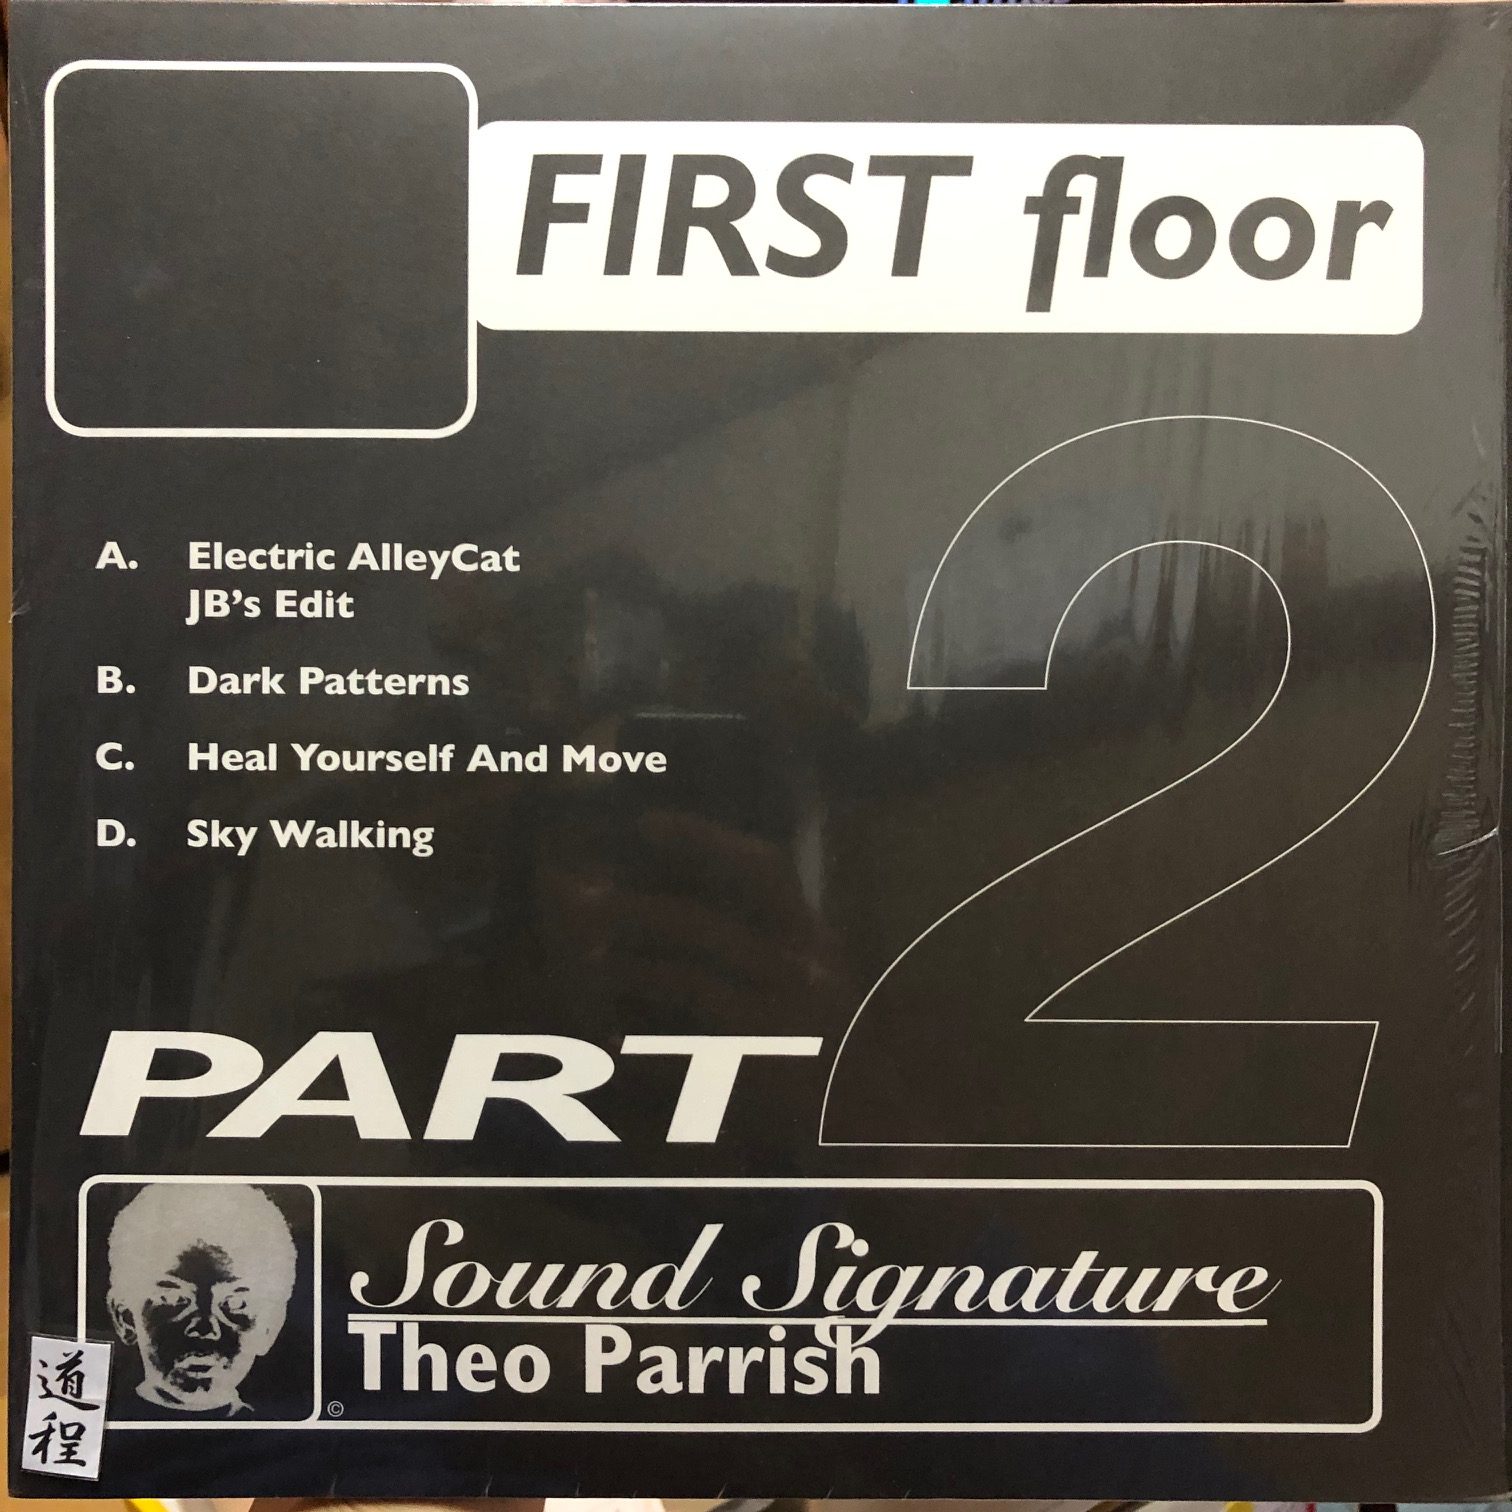 FIRST floor
A. Electric AlleyCat
JB's Edit
B. Dark Patterns
C. Heal Yourself And Move
D. Sky Walking
PART 2
Sound Signature
Theo Parrish
©
道
程